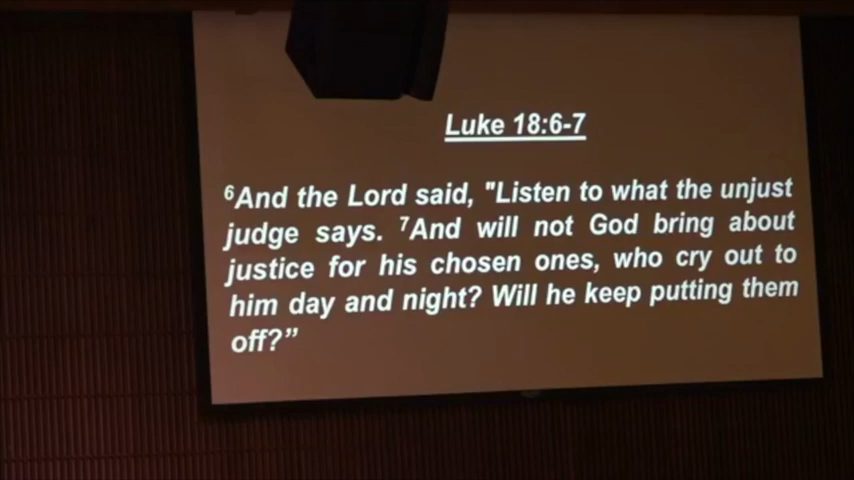 Luke 18:6-7
⁶And the Lord said, "Listen to what the unjust
judge says. ⁷And will not God bring about
justice for his chosen ones, who cry out to
him day and night? Will he keep putting them
off?”